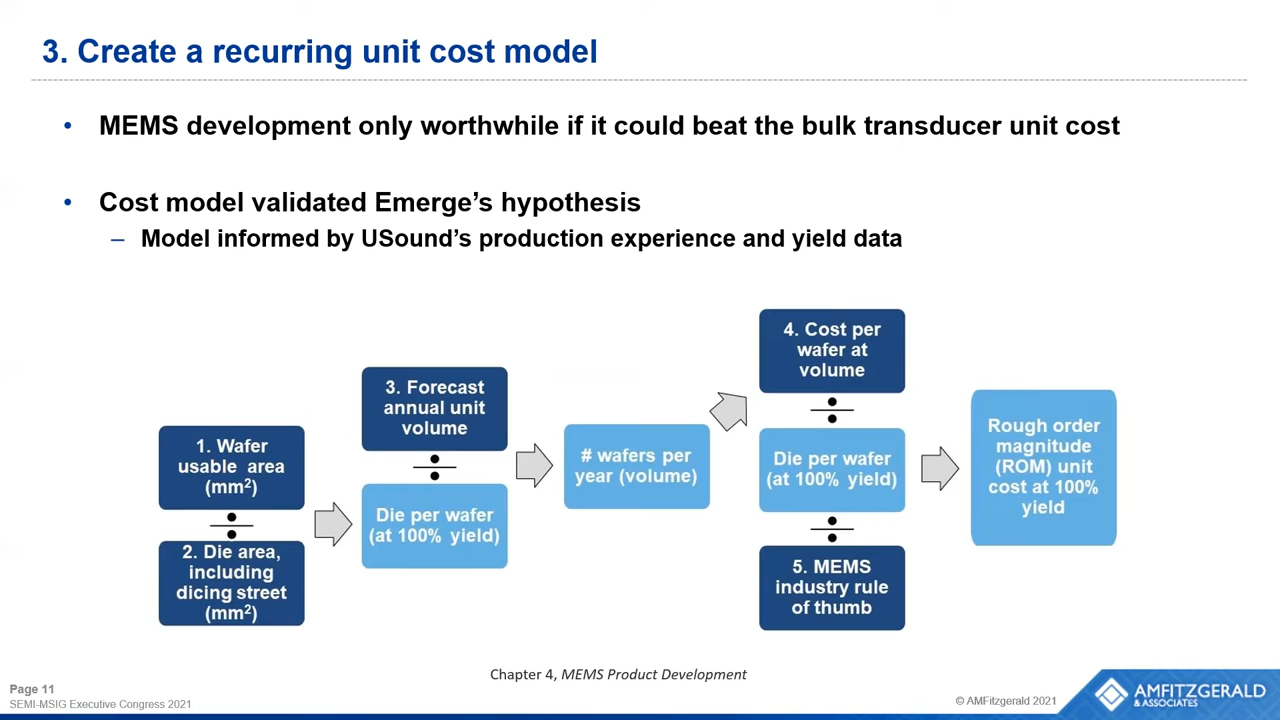 3. Create a recurring unit cost model
• MEMS development only worthwhile if it could beat the bulk transducer unit cost
• Cost model validated Emerge's hypothesis
– Model informed by USound's production experience and yield data
1. Wafer
usable area
(mm²)
÷
2. Die area,
including
dicing street
(mm²)
3. Forecast
annual unit
volume
÷
Die per wafer
(at 100% yield)
# wafers per
year (volume)
4. Cost per
wafer at
volume
÷
Die per wafer
(at 100% yield)
÷
5. MEMS
industry rule
of thumb
Rough order
magnitude
(ROM) unit
cost at 100%
yield
Chapter 4, MEMS Product Development
Page 11
SEMI-MSIG Executive Congress 2021
© AMFitzgerald 2021
AMFITZGERALD
& ASSOCIATES